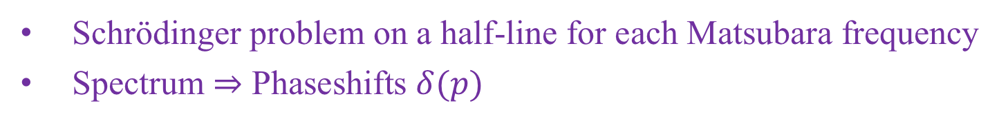 • Schrödinger problem on a half-line for each Matsubara frequency
• Spectrum ⇒ Phaseshifts 𝛿(𝑝)